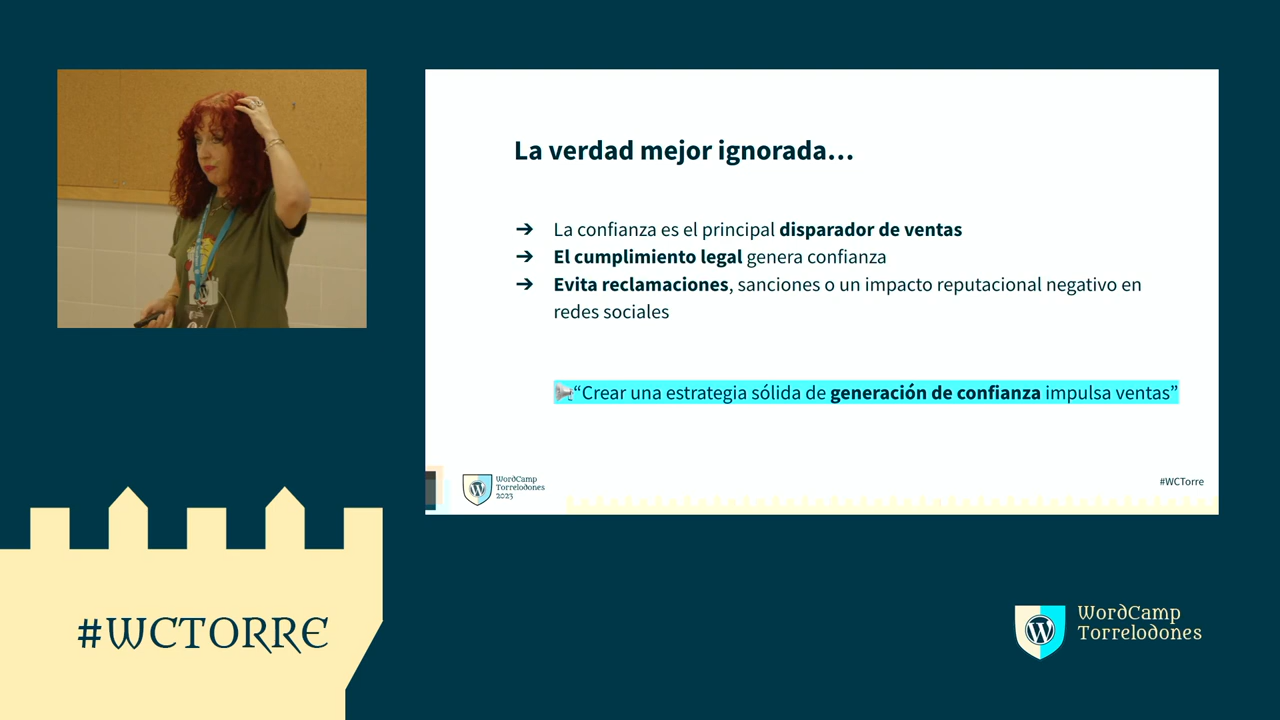 La verdad mejor ignorada...
➔ La confianza es el principal disparador de ventas
➔ El cumplimiento legal genera confianza
➔ Evita reclamaciones, sanciones o un impacto reputacional negativo en
redes sociales
“Crear una estrategia sólida de generación de confianza impulsa ventas”
WordCamp
Torrelodones
2023
#WCTorre
#WCTORRE
WordCamp
Torrelodones